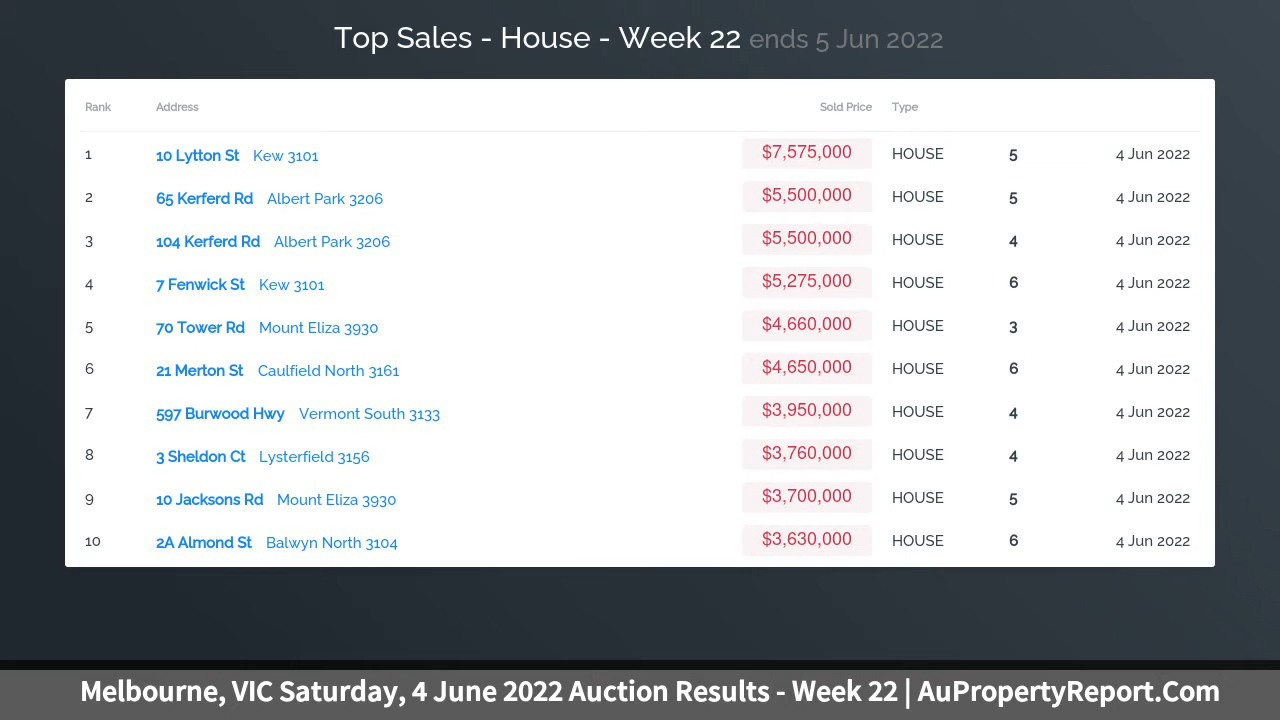 Top Sales - House - Week 22 ends 5 Jun 2022
Rank Address Sold Price Type
1 10 Lytton St Kew 3101 $7,575,000 HOUSE 5 4 Jun 2022
2 65 Kerferd Rd Albert Park 3206 $5,500,000 HOUSE 5 4 Jun 2022
3 104 Kerferd Rd Albert Park 3206 $5,500,000 HOUSE 4 4 Jun 2022
4 7 Fenwick St Kew 3101 $5,275,000 HOUSE 6 4 Jun 2022
5 70 Tower Rd Mount Eliza 3930 $4,660,000 HOUSE 3 4 Jun 2022
6 21 Merton St Caulfield North 3161 $4,650,000 HOUSE 6 4 Jun 2022
7 597 Burwood Hwy Vermont South 3133 $3,950,000 HOUSE 4 4 Jun 2022
8 3 Sheldon Ct Lysterfield 3156 $3,760,000 HOUSE 4 4 Jun 2022
9 10 Jacksons Rd Mount Eliza 3930 $3,700,000 HOUSE 5 4 Jun 2022
10 2A Almond St Balwyn North 3104 $3,630,000 HOUSE 6 4 Jun 2022
Melbourne, VIC Saturday, 4 June 2022 Auction Results - Week 22 | AuPropertyReport.Com